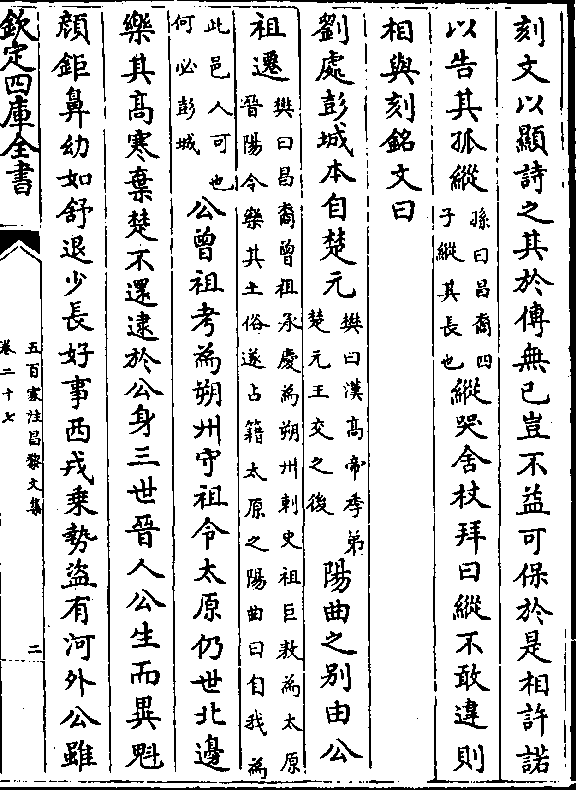 刻文以顯詩之其於傳無已豈不益可保於是相許諾
以告其孤縱孫曰昌裔四子縱其長也縱哭舍杖拜曰縱不敢違則
相與刻銘文曰
劉處彭城本自楚元樊曰漢高帝季弟楚元王交之後陽曲之别由公
祖遷樊曰昌裔曾祖承慶為朔州刺史祖巨敖為太原晉陽令樂其土俗遂占籍太原之陽曲曰自我為
此邑人可也何必彭城公曾祖考為朔州守祖令太原仍世北邊
樂其高寒棄楚不還逮於公身三世晉人公生而異魁
顔鉅鼻幼如舒退少長好事西戎乗勢盜有河外公雖
欽定四庫全書
五百家注昌黎文集
卷二十七
二